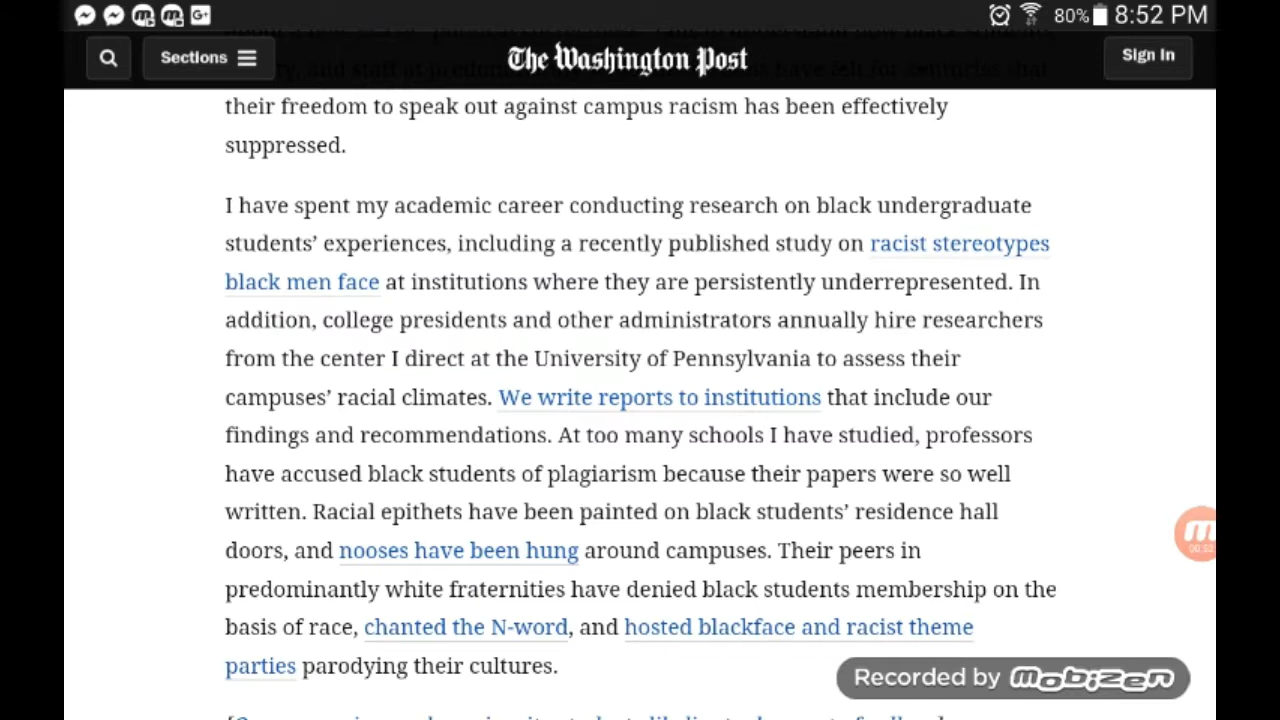 80% 8:52 PM
Sections The Washington Post Sign In
their freedom to speak out against campus racism has been effectively
suppressed.
I have spent my academic career conducting research on black undergraduate
students’ experiences, including a recently published study on racist stereotypes
black men face at institutions where they are persistently underrepresented. In
addition, college presidents and other administrators annually hire researchers
from the center I direct at the University of Pennsylvania to assess their
campuses’ racial climates. We write reports to institutions that include our
findings and recommendations. At too many schools I have studied, professors
have accused black students of plagiarism because their papers were so well
written. Racial epithets have been painted on black students’ residence hall
doors, and nooses have been hung around campuses. Their peers in
predominantly white fraternities have denied black students membership on the
basis of race, chanted the N-word, and hosted blackface and racist theme
parties parodying their cultures.
Recorded by mobizen